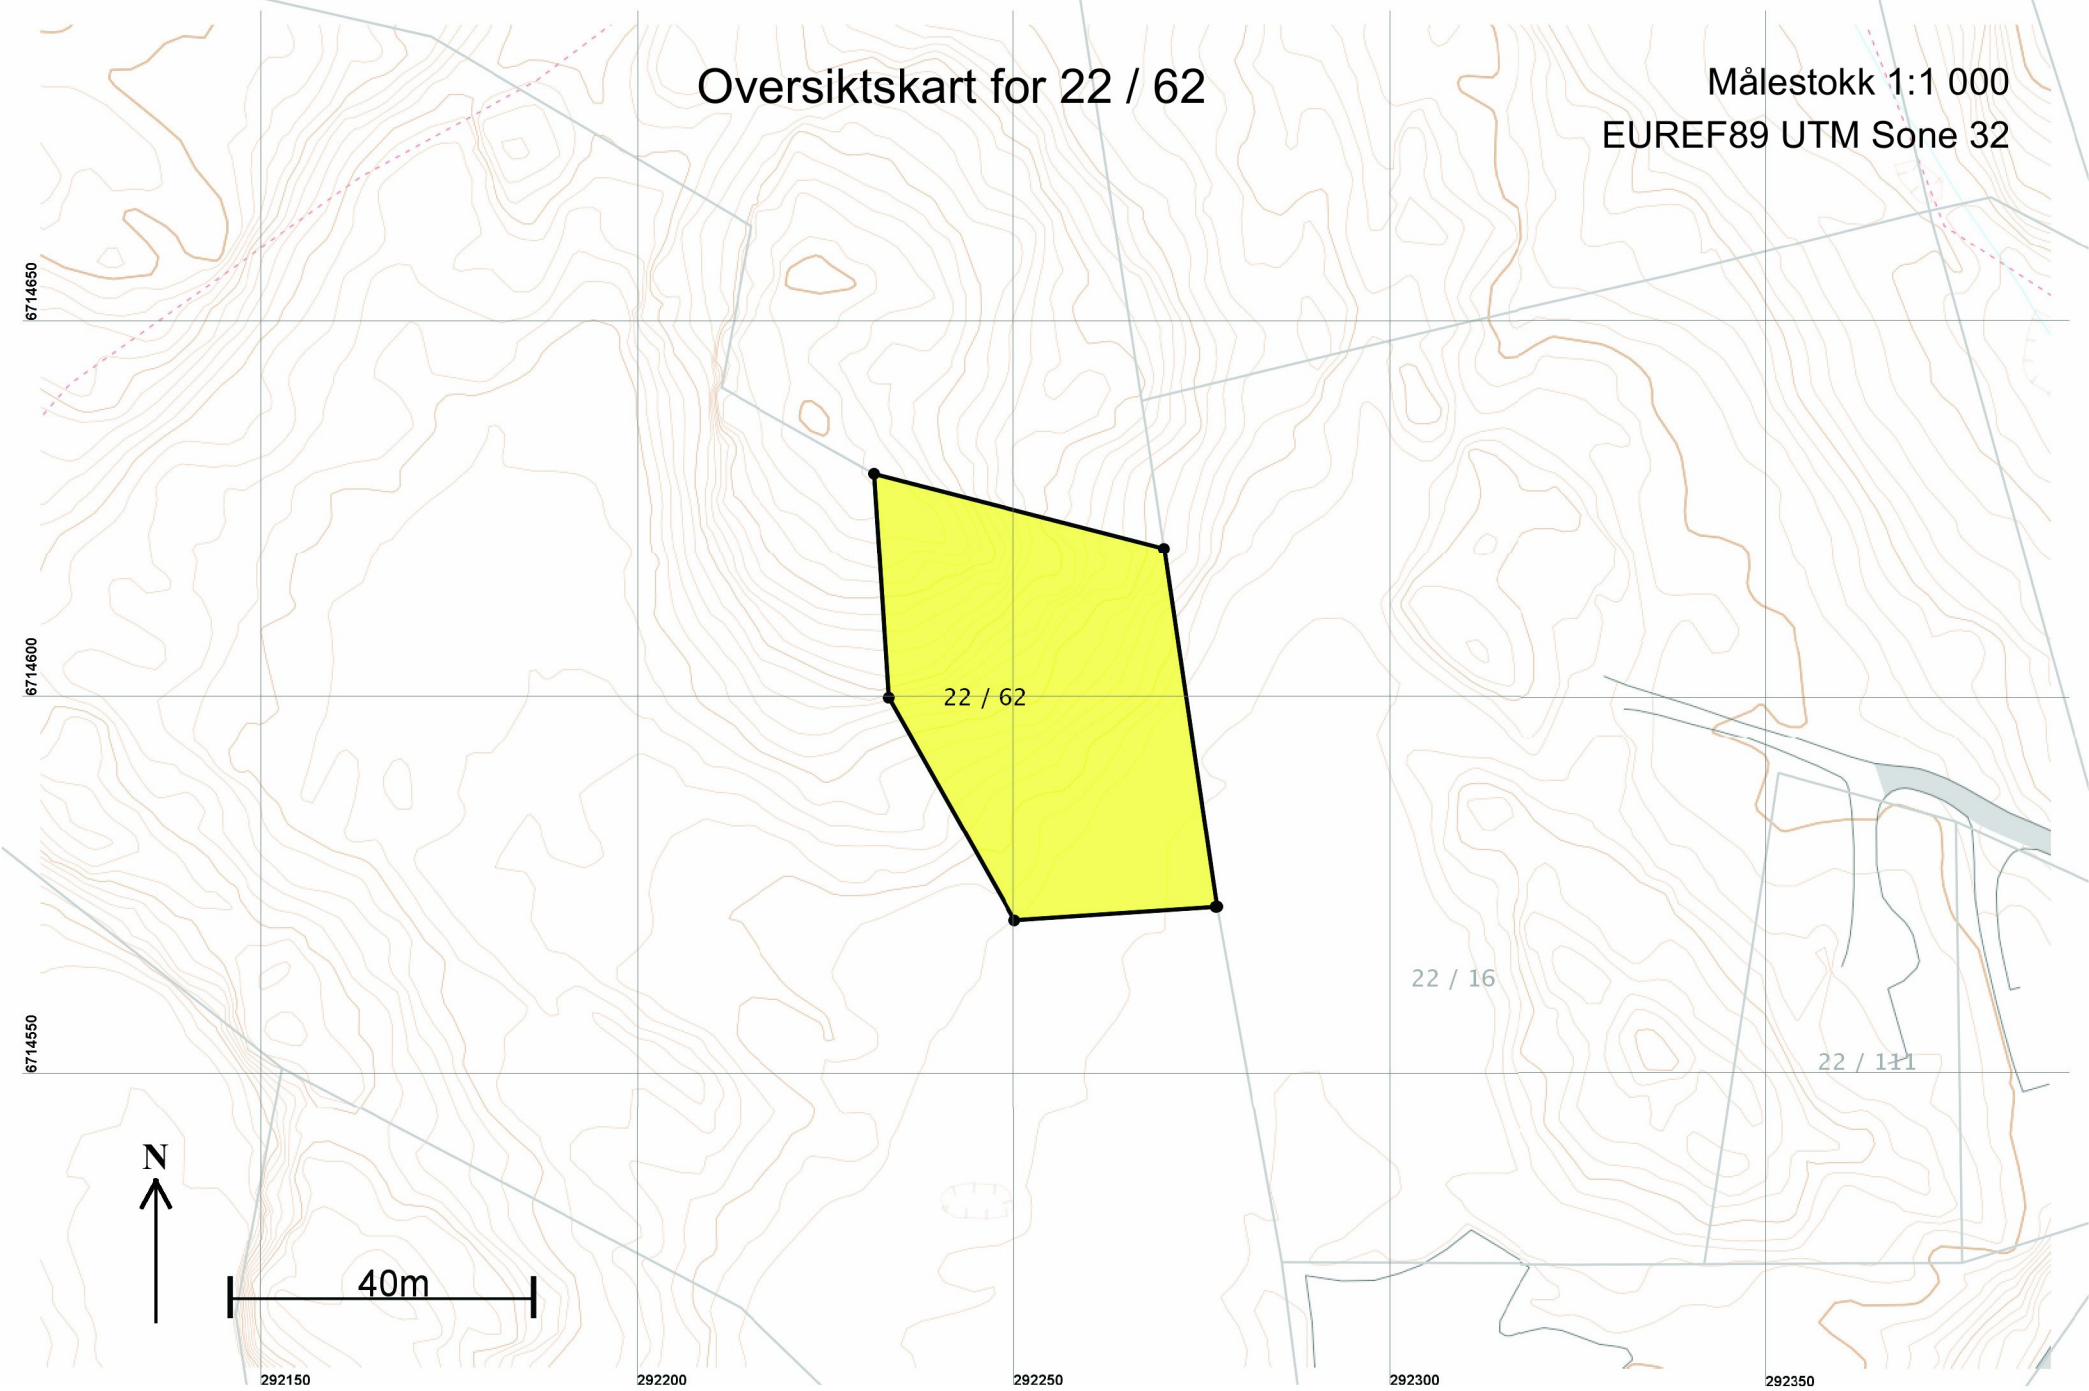 Oversiktskart for 22 / 62
Målestokk 1:1 000
EUREF89 UTM Sone 32
6714650
6714600
22 / 62
22 / 16
6714550
22 / 111
N
40m
292150
292200
292250
292300
292350